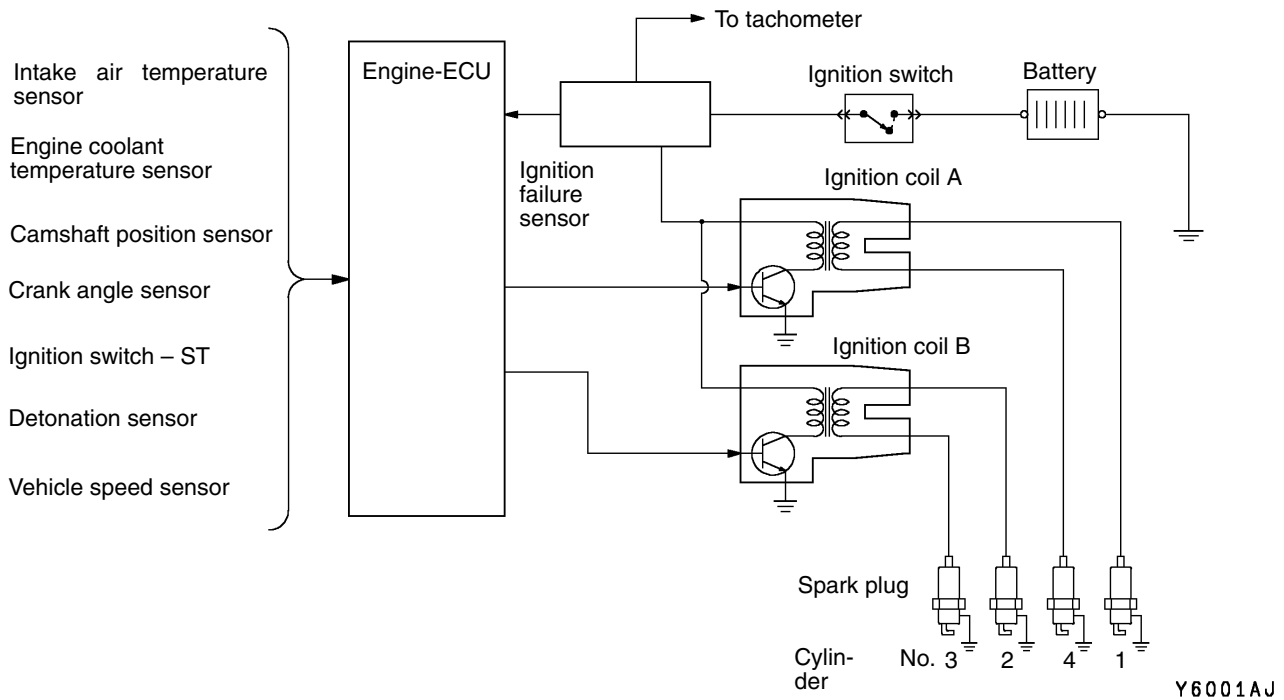 To tachometer
Engine-ECU
Ignition switch
Battery
Intake air temperature
sensor
Engine coolant
temperature sensor
Camshaft position sensor
Crank angle sensor
Ignition switch – ST
Detonation sensor
Vehicle speed sensor
Ignition
failure
sensor
Ignition coil A
Ignition coil B
Spark plug
Cylin-
der
No. 3 2 4 1
Y6001AJ